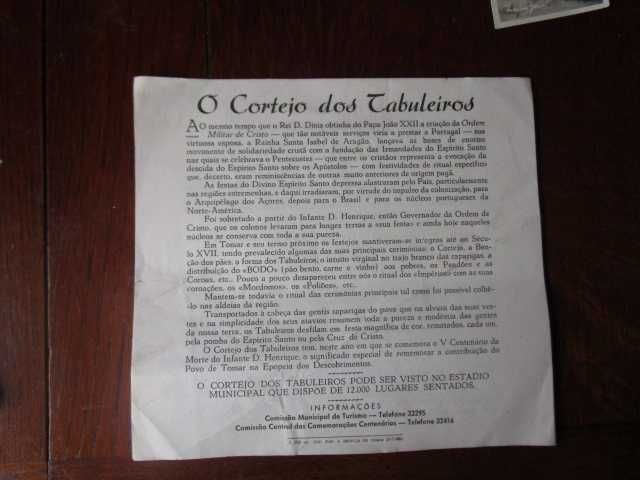 O Cortejo dos Tabuleiros
AO mesmo tempo que o Rei D. Dinis obtinha do Papa João XXII a criação da Ordem
Militar de Cristo — que tão notáveis serviços viria a prestar a Portugal — sua
virtuosa esposa, a Rainha Santa Isabel de Aragão, lançava as bases de enorme
movimento de solidariedade cristã com a fundação das Irmandades do Espírito Santo
nas quais se celebrava o Pentecostes — que entre os cristãos representa a evocação da
descida do Espírito Santo sobre os Apóstolos — com festividades de ritual específico
que, decerto, eram reminiscências de outras muito anteriores de origem pagã.
As festas do Divino Espírito Santo depressa alastraram pelo País, particularmente
nas regiões estremenhas, e daqui irradiaram, por virtude do impulso da colonização, para
o Arquipélago dos Açores, depois para o Brasil e para os núcleos portugueses da
Norte-América.
Foi sobretudo a partir do Infante D. Henrique, então Governador da Ordem de
Cristo, que os colonos levaram para longes terras a «sua festa» e ainda hoje naqueles
núcleos se conserva com toda a sua pureza.
Em Tomar e seu termo próximo os festejos mantiveram-se íntegros até ao Sécu-
lo XVII, tendo prevalecido algumas das suas principais cerimónias: o Cortejo, a Ben-
ção dos pães, a forma dos Tabuleiros, o intuito virginal no trajo branco das raparigas, a
distribuição do «BODO» (pão bento, carne e vinho) aos pobres, os Pendões e as
Coroas, etc.. Pouco a pouco desapareceu entre nós o ritual dos «Impérios» com as suas
coroações, os «Mordomos», os «Foliões», etc..
Mantem-se todavia o ritual das cerimónias principais tal como foi possível colhê-
-lo nas aldeias da região.
Transportados à cabeça das gentis raparigas do povo que na alvura das suas ves-
tes e na simplicidade dos seus atavios resumem toda a pureza e modéstia das gentes
da nossa terra, os Tabuleiros desfilam em festa magnífica de cor, rematados, cada um,
pela pomba do Espírito Santo ou pela Cruz de Cristo.
O Cortejo dos Tabuleiros tem, neste ano em que se comemora o V Centenário da
Morte do Infante D. Henrique, o significado especial de rememorar a contribuição do
Povo de Tomar na Epopeia dos Descobrimentos.
O CORTEJO DOS TABULEIROS PODE SER VISTO NO ESTADIO
MUNICIPAL QUE DISPÕE DE 12.000 LUGARES SENTADOS.
INFORMAÇÕES
Comissão Municipal de Turismo — Telefone 32295
Comissão Central das Comemorações Centenárias — Telefone 32416